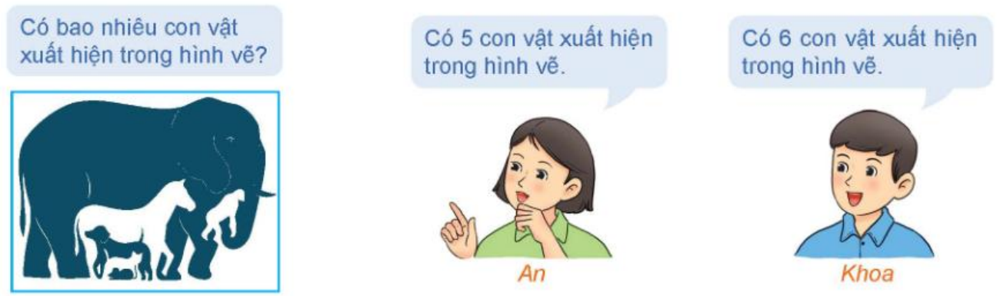 Có bao nhiêu con vật
xuất hiện trong hình vẽ?
Có 5 con vật xuất hiện
trong hình vẽ.
Có 6 con vật xuất hiện
trong hình vẽ.
An
Khoa